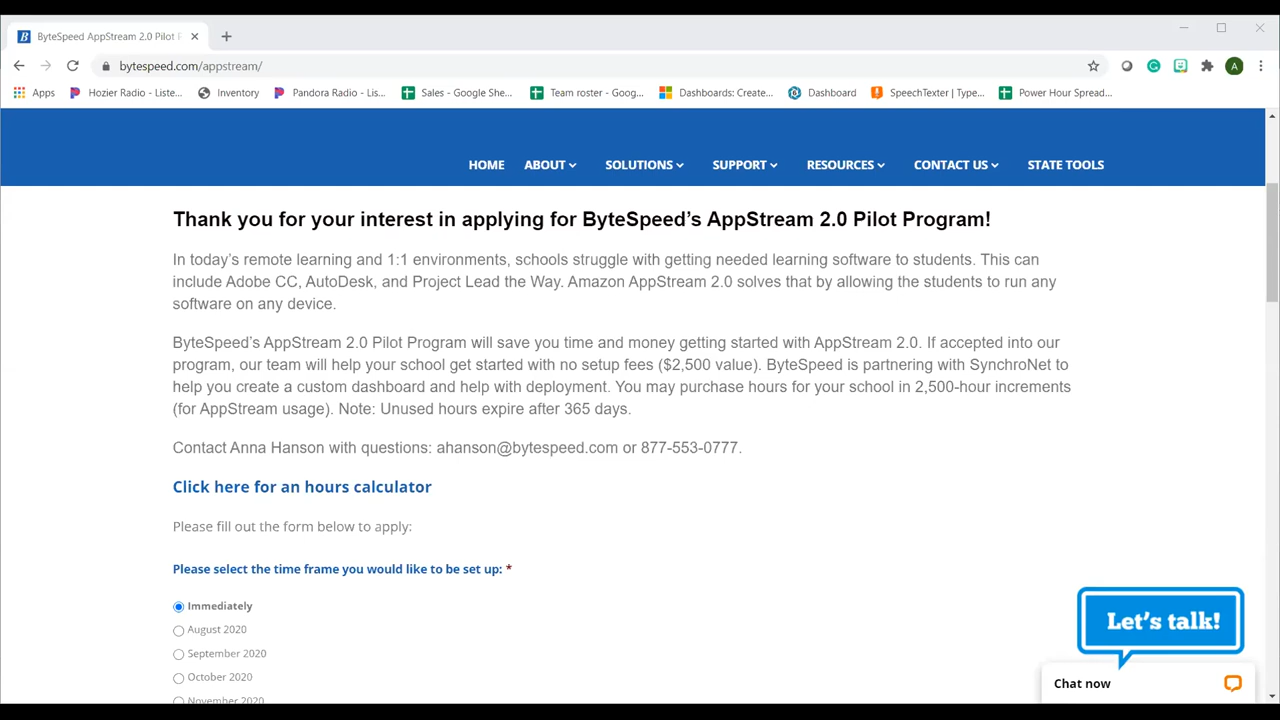 ByteSpeed AppStream 2.0 Pilot P
bytespeed.com/appstream/
A
Apps
Hozier Radio - Liste...
Inventory
Pandora Radio - Lis...
Sales - Google She...
Team roster - Goog...
Dashboards: Create...
Dashboard
SpeechTexter | Type...
Power Hour Spread...
HOME ABOUT SOLUTIONS SUPPORT RESOURCES CONTACT US STATE TOOLS
Thank you for your interest in applying for ByteSpeed’s AppStream 2.0 Pilot Program!
In today’s remote learning and 1:1 environments, schools struggle with getting needed learning software to students. This can
include Adobe CC, AutoDesk, and Project Lead the Way. Amazon AppStream 2.0 solves that by allowing the students to run any
software on any device.
ByteSpeed’s AppStream 2.0 Pilot Program will save you time and money getting started with AppStream 2.0. If accepted into our
program, our team will help your school get started with no setup fees ($2,500 value). ByteSpeed is partnering with SynchroNet to
help you create a custom dashboard and help with deployment. You may purchase hours for your school in 2,500-hour increments
(for AppStream usage). Note: Unused hours expire after 365 days.
Contact Anna Hanson with questions: ahanson@bytespeed.com or 877-553-0777.
Click here for an hours calculator
Please fill out the form below to apply:
Please select the time frame you would like to be set up: *
Immediately
August 2020
September 2020
October 2020
November 2020
Let’s talk!
Chat now